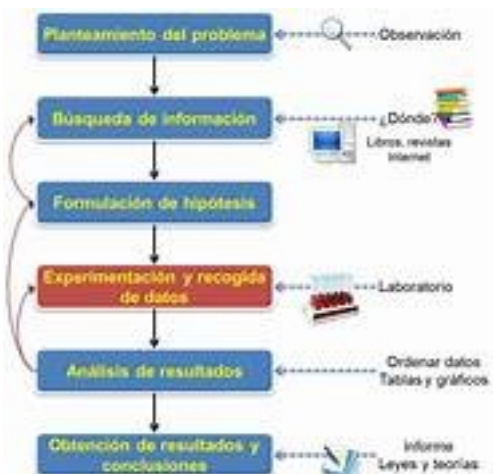 Planteamiento del problema
Observación
Búsqueda de información
¿Dónde?
Libros, revistas
Internet
Formulación de hipótesis
Experimentación y recogida
de datos
Laboratorio
Análisis de resultados
Ordenar datos
Tablas y gráficos
Obtención de resultados y
conclusiones
informe
Leyes y teorías